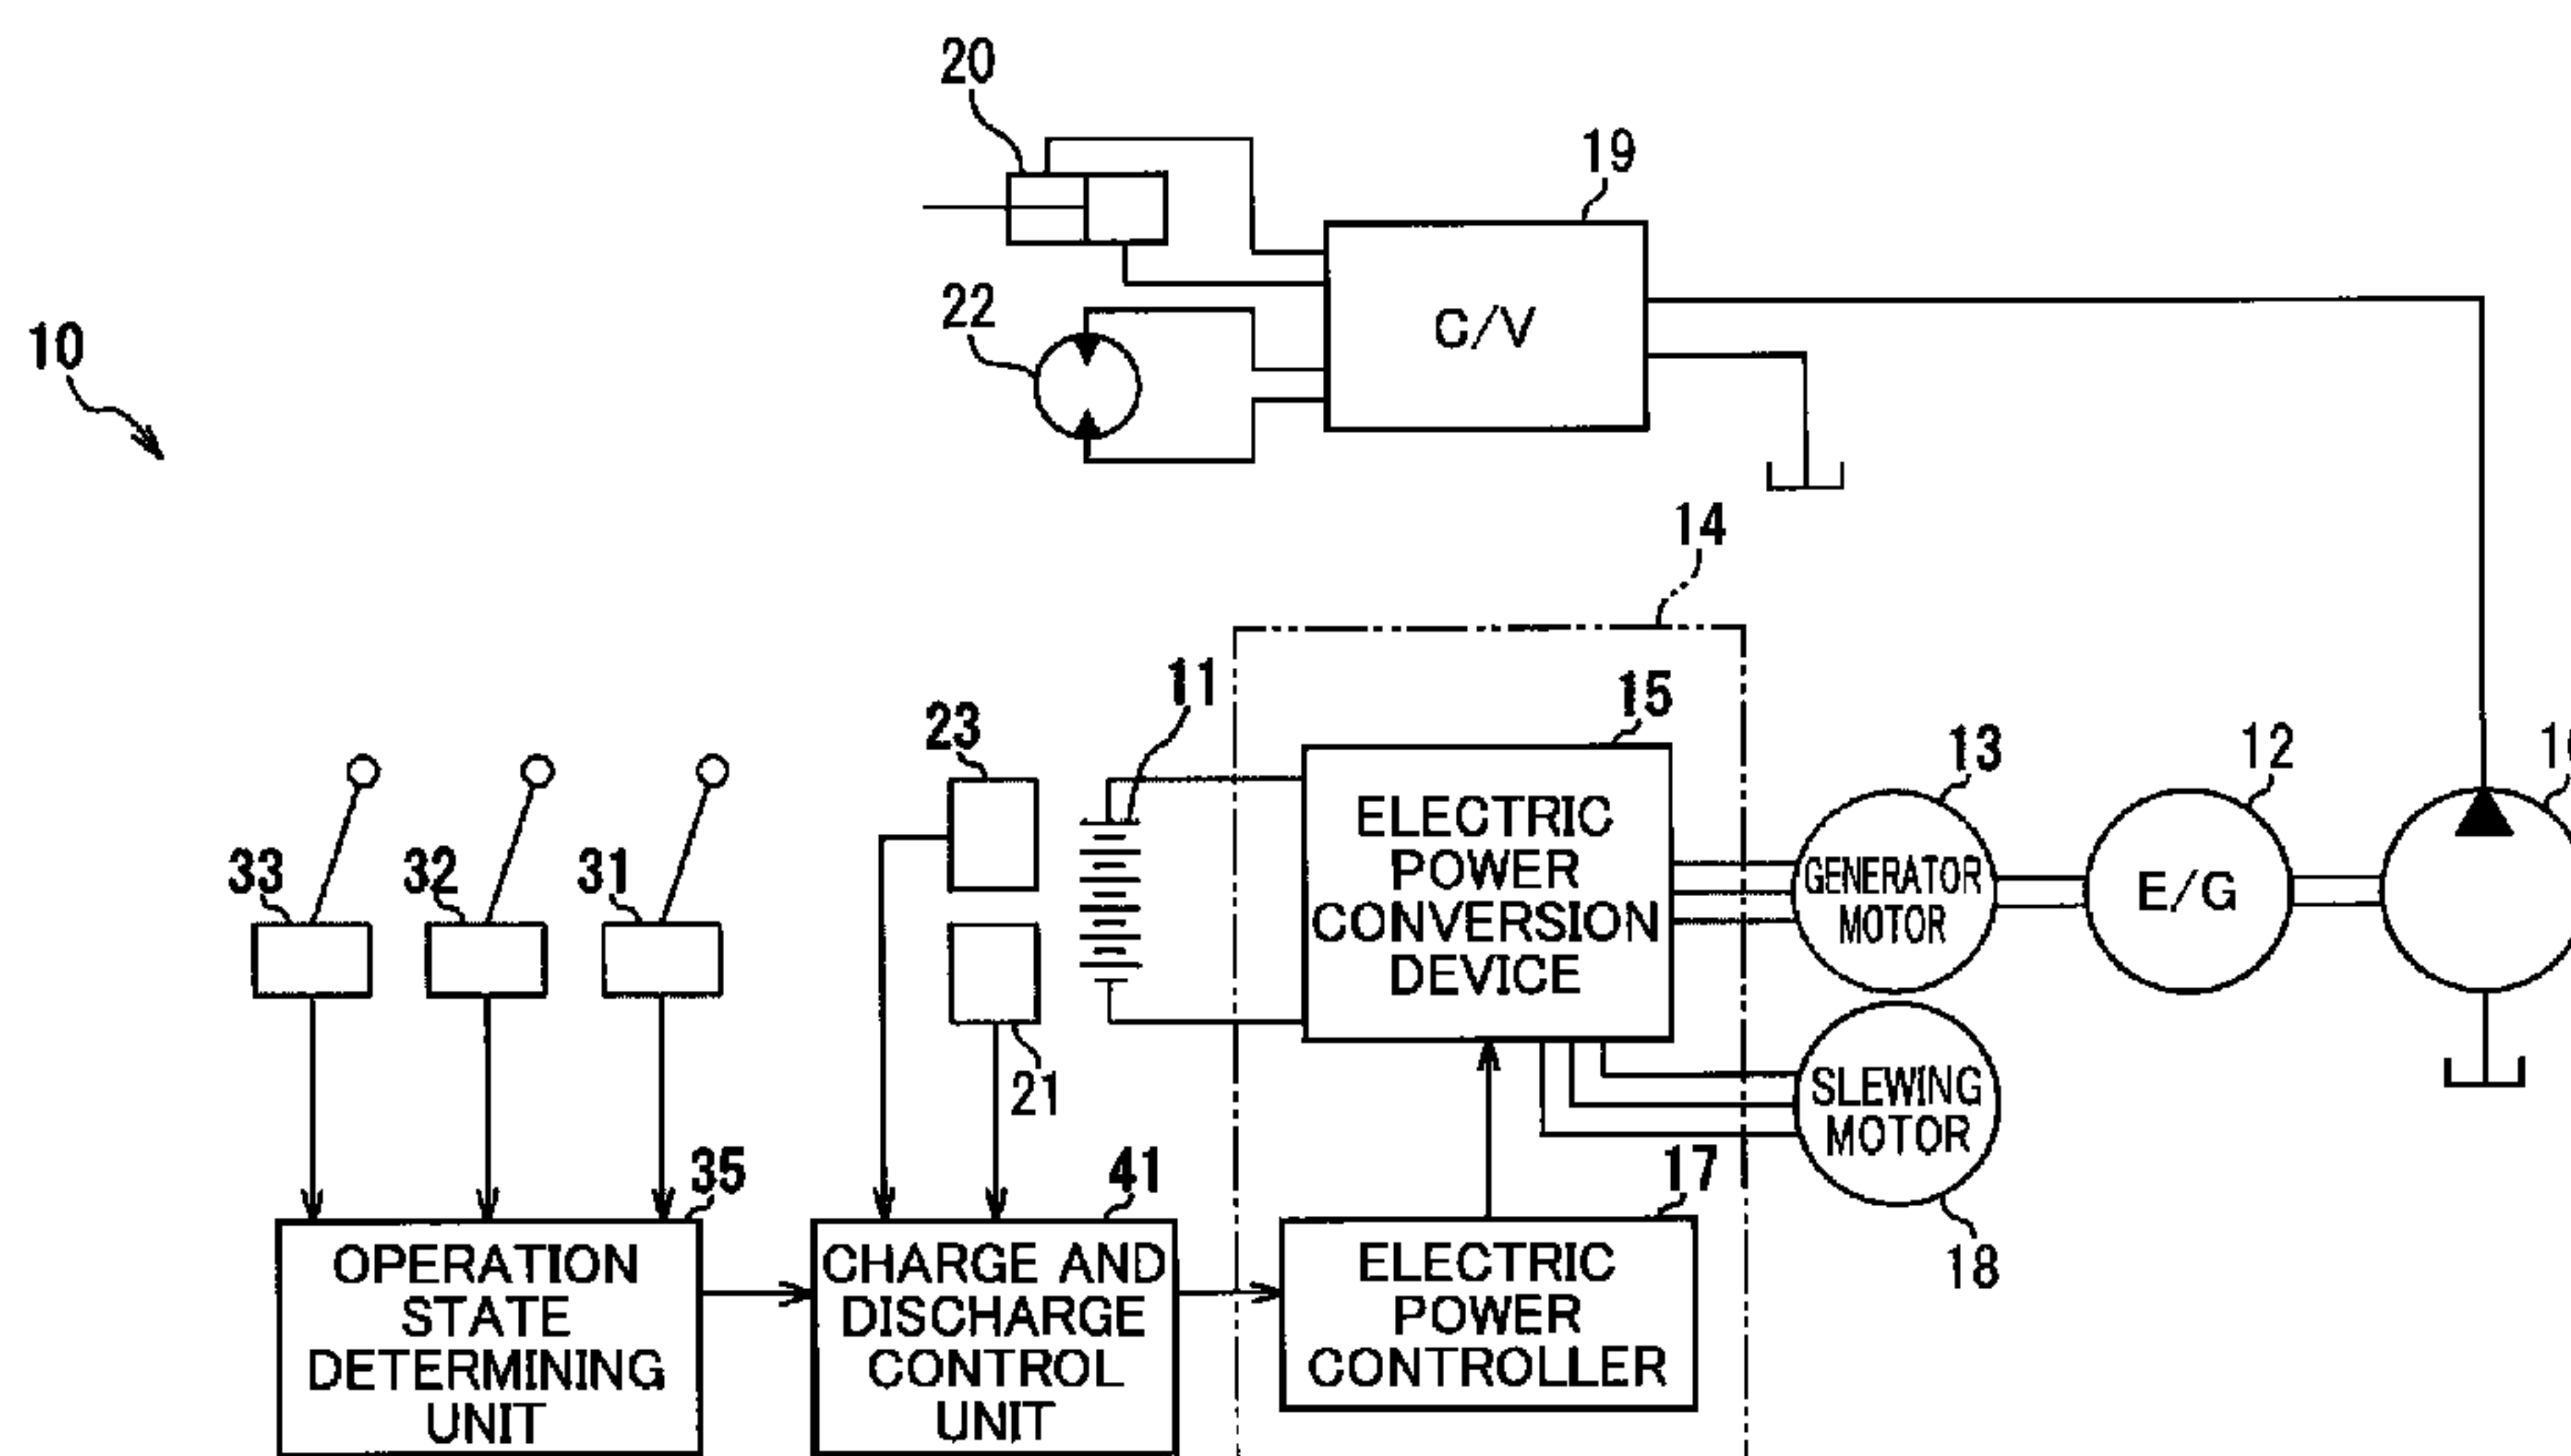 20
19
C/V
22
10
14
11
15
23
13
12
ELECTRIC
POWER
CONVERSION
DEVICE
GENERATOR
MOTOR
E/G
33
32
31
21
SLEWING
MOTOR
18
35
41
17
OPERATION
STATE
DETERMINING
UNIT
CHARGE AND
DISCHARGE
CONTROL
UNIT
ELECTRIC
POWER
CONTROLLER